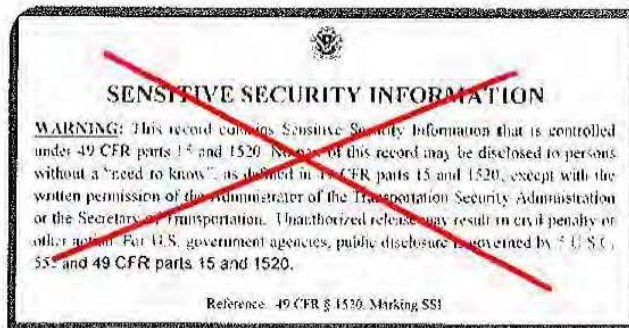 SENSITIVE SECURITY INFORMATION
WARNING: This record contains Sensitive Security Information that is controlled
under 49 CFR parts 15 and 1520. No part of this record may be disclosed to persons
without a "need to know", as defined in 49 CFR parts 15 and 1520, except with the
written permission of the Administrator of the Transportation Security Administration
or the Secretary of Transportation. Unauthorized release may result in civil penalty or
other action. For U.S. government agencies, public disclosure is governed by 5 U.S.C.
552 and 49 CFR parts 15 and 1520.
Reference: 49 CFR § 1520. Marking SSI